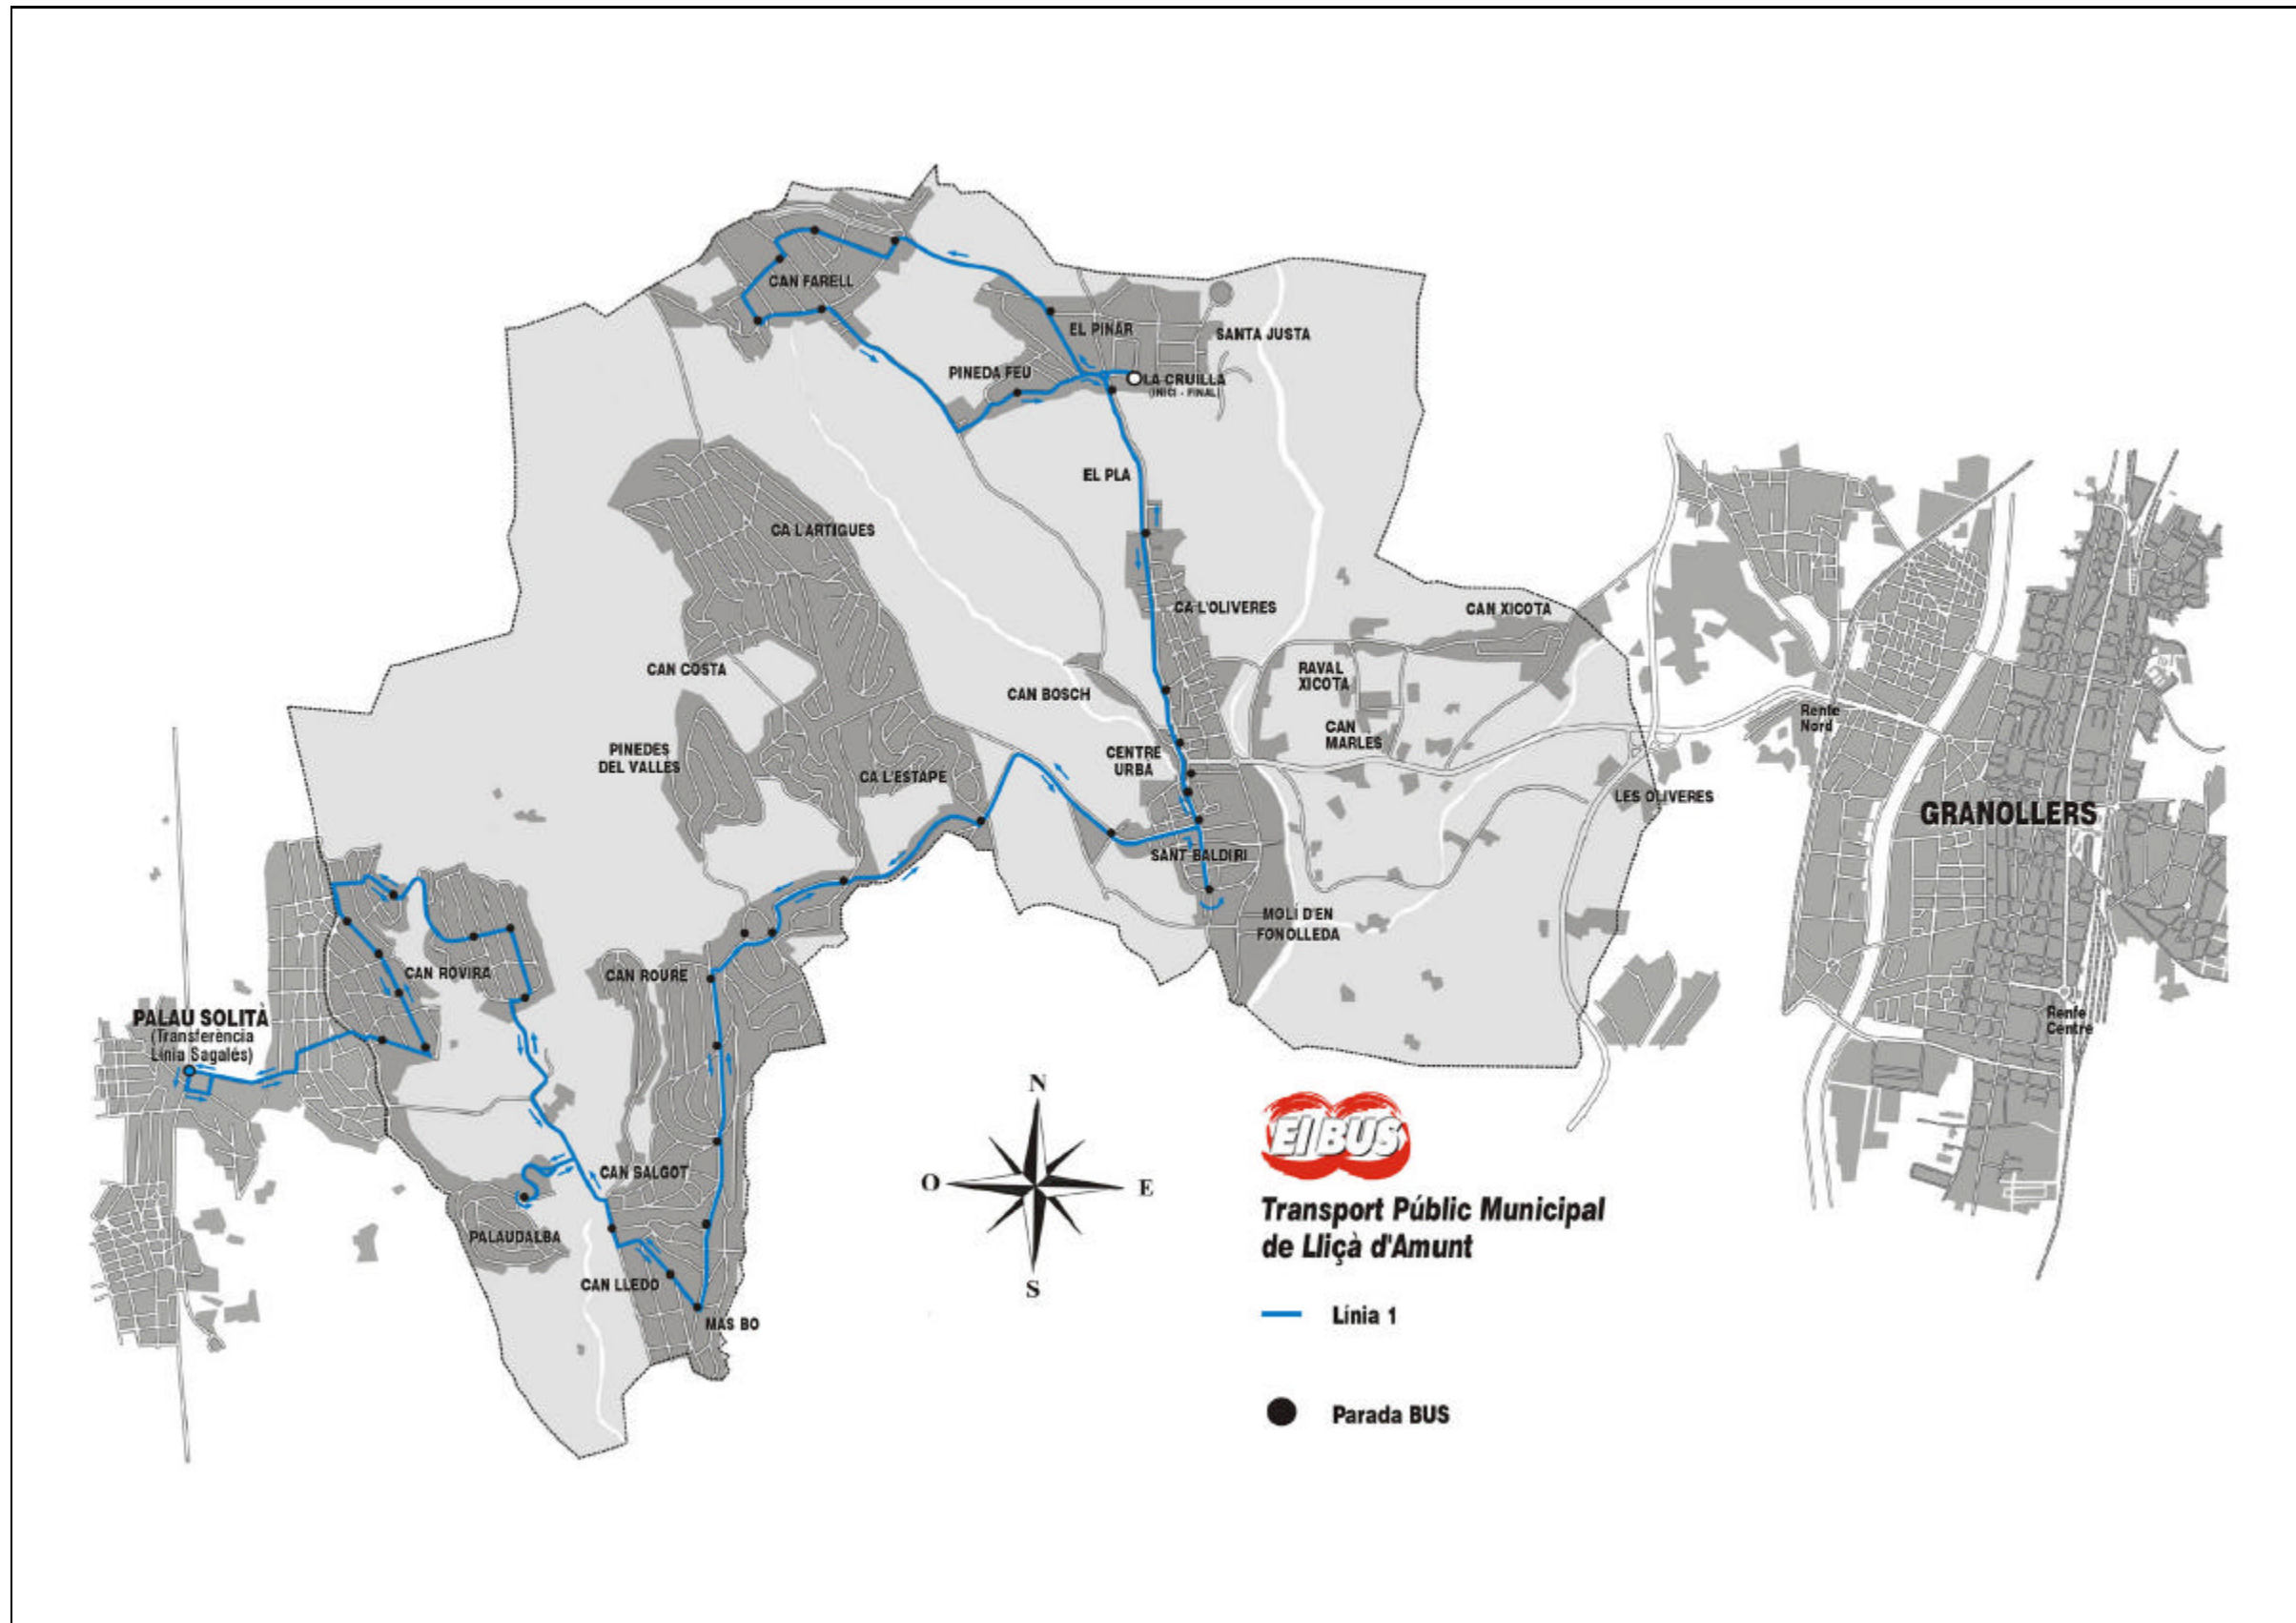 CAN FARELL
EL PINAR
SANTA JUSTA
PINEDA FEU
LA CRUILLA
(INICI - FINAL)
EL PLA
CA L'ARTIGUES
CA L'OLIVERES
CAN XICOTA
CAN COSTA
RAVAL
XICOTA
CAN BOSCH
Renfe
Nord
CAN
MARLES
PINEDES
DEL VALLES
CENTRE
URBÀ
CA L'ESTAPE
LES OLIVERES
GRANOLLERS
SANT BALDIRI
MOLI D'EN
FONOLLEDA
CAN ROVIRA
CAN ROURE
PALAU SOLITÀ
(Transferència
Línia Sagalés)
Renfe
Centre
N
O
E
S
El BUS
CAN SALGOT
PALAUDALBA
CAN LLEDO
MAS BO
Transport Públic Municipal
de Lliçà d'Amunt
Línia 1
Parada BUS